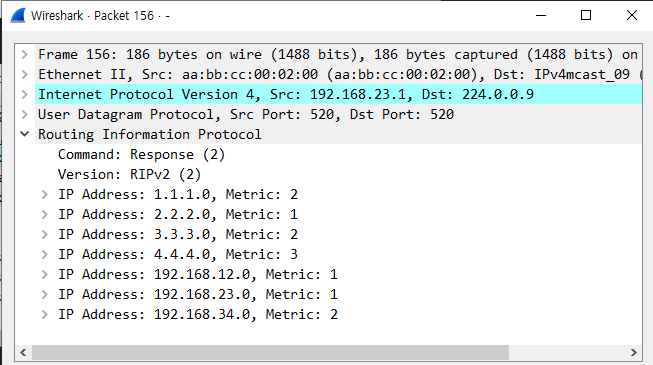 Wireshark · Packet 156 · -
Frame 156: 186 bytes on wire (1488 bits), 186 bytes captured (1488 bits) on
Ethernet II, Src: aa:bb:cc:00:02:00 (aa:bb:cc:00:02:00), Dst: IPv4mcast_09 (
Internet Protocol Version 4, Src: 192.168.23.1, Dst: 224.0.0.9
User Datagram Protocol, Src Port: 520, Dst Port: 520
Routing Information Protocol
Command: Response (2)
Version: RIPv2 (2)
IP Address: 1.1.1.0, Metric: 2
IP Address: 2.2.2.0, Metric: 1
IP Address: 3.3.3.0, Metric: 2
IP Address: 4.4.4.0, Metric: 3
IP Address: 192.168.12.0, Metric: 1
IP Address: 192.168.23.0, Metric: 1
IP Address: 192.168.34.0, Metric: 2